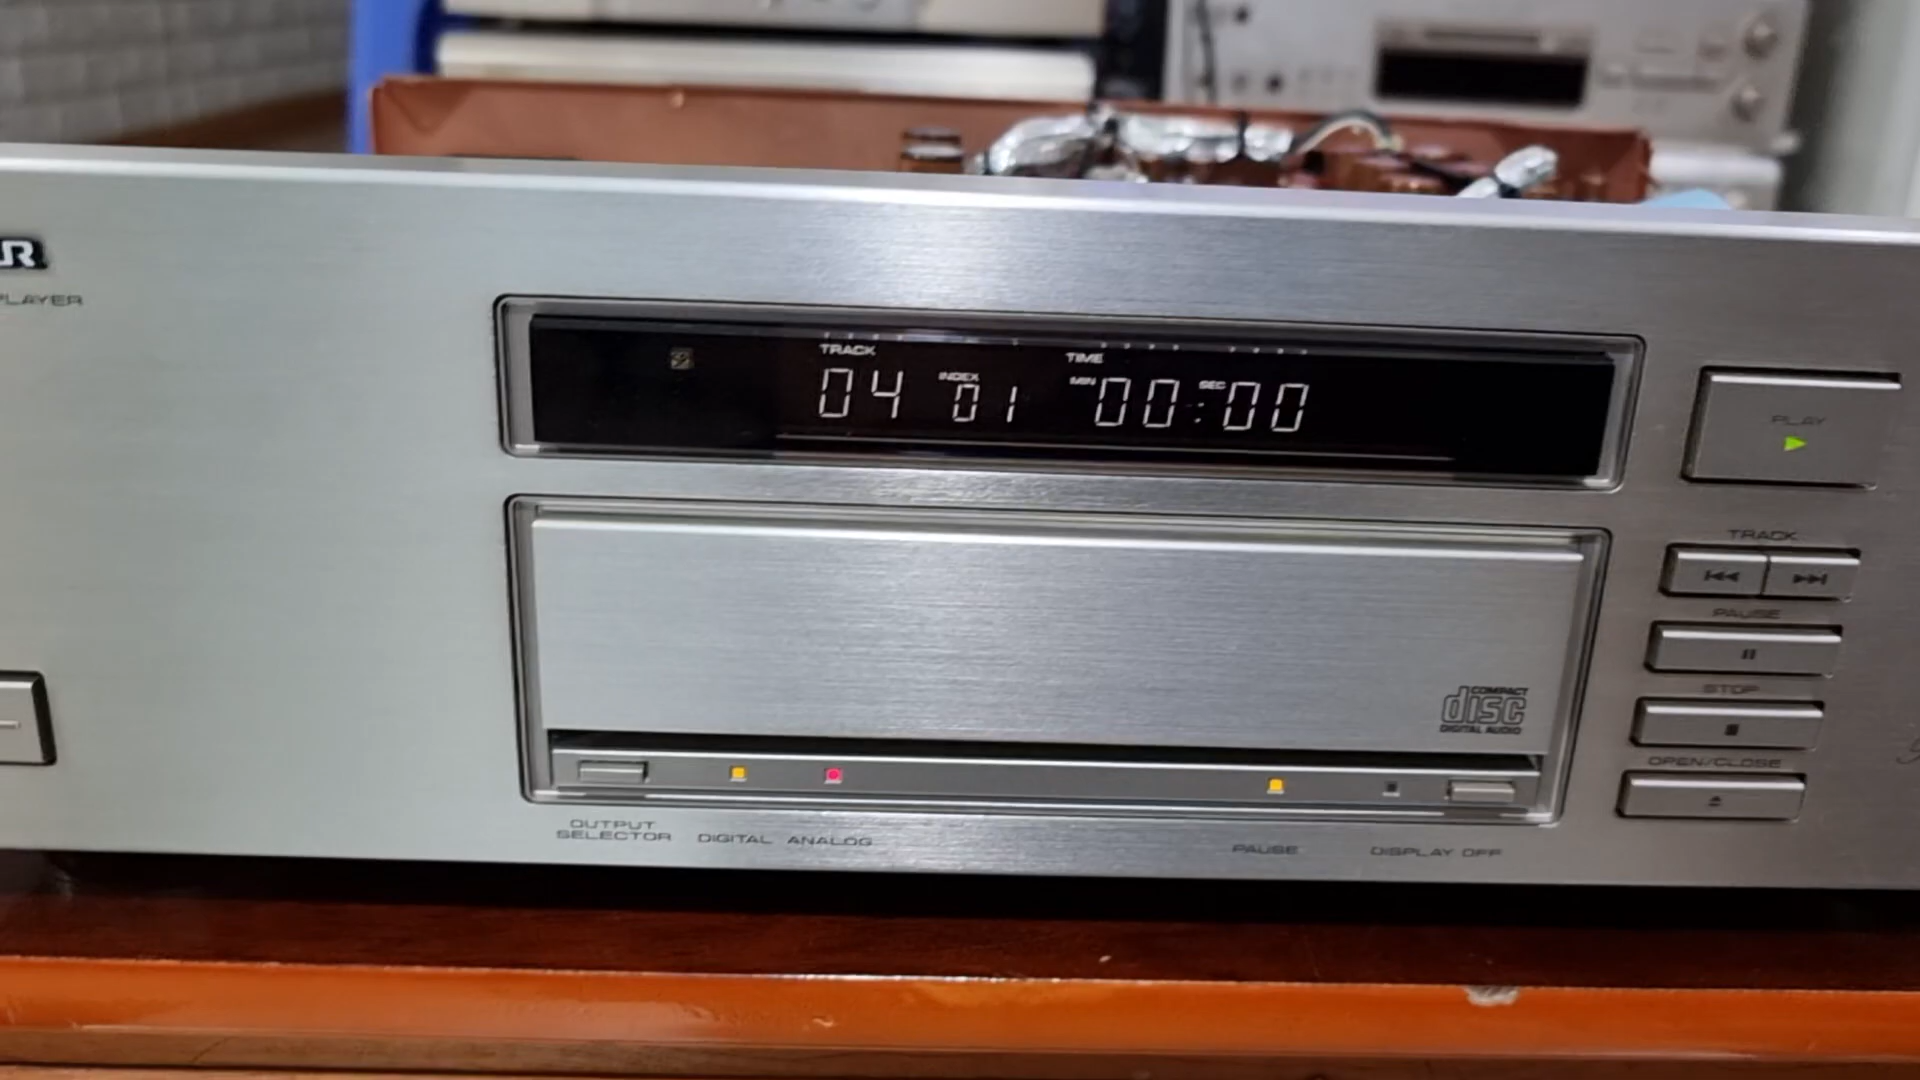 R
PLAYER
TRACK
TIME
04
INDEX
01
MIN
00
SEC
:00
PLAY
TRACK
PAUSE
STOP
OPEN/CLOSE
COMPACT
disc
DIGITAL AUDIO
OUTPUT
SELECTOR
DIGITAL
ANALOG
PAUSE
DISPLAY OFF